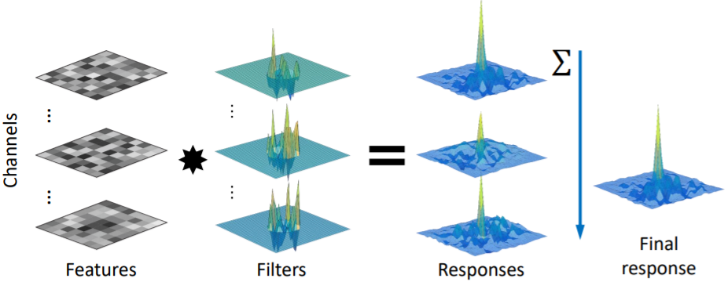 Channels
Features
Filters
Responses
Σ
Final
response